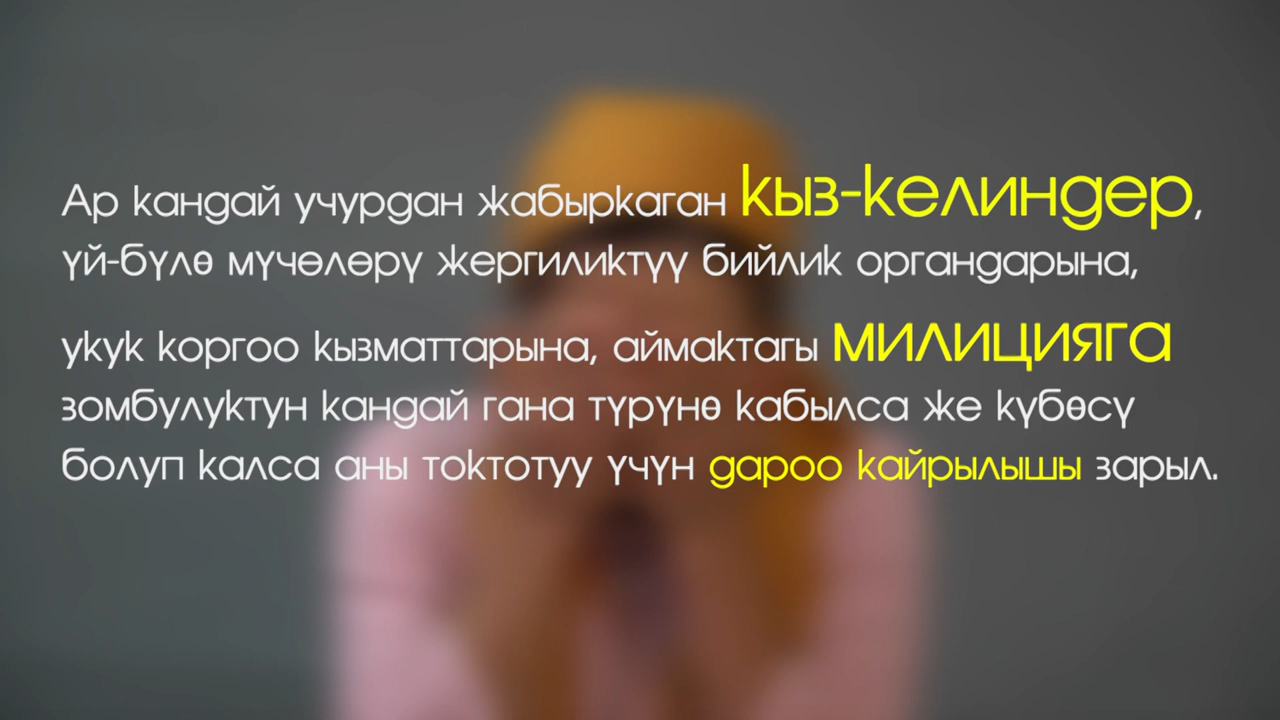 Ар кандай учурдан жабыркаган кыз-келиндер,
үй-бүлө мүчөлөрү жергиликтүү бийлик органдарына,
укук коргоо кызматтарына, аймактагы милицияга
зомбулуктун кандай гана түрүнө кабылса же күбөсү
болуп калса аны токтотуу үчүн дароо кайрылышы зарыл.